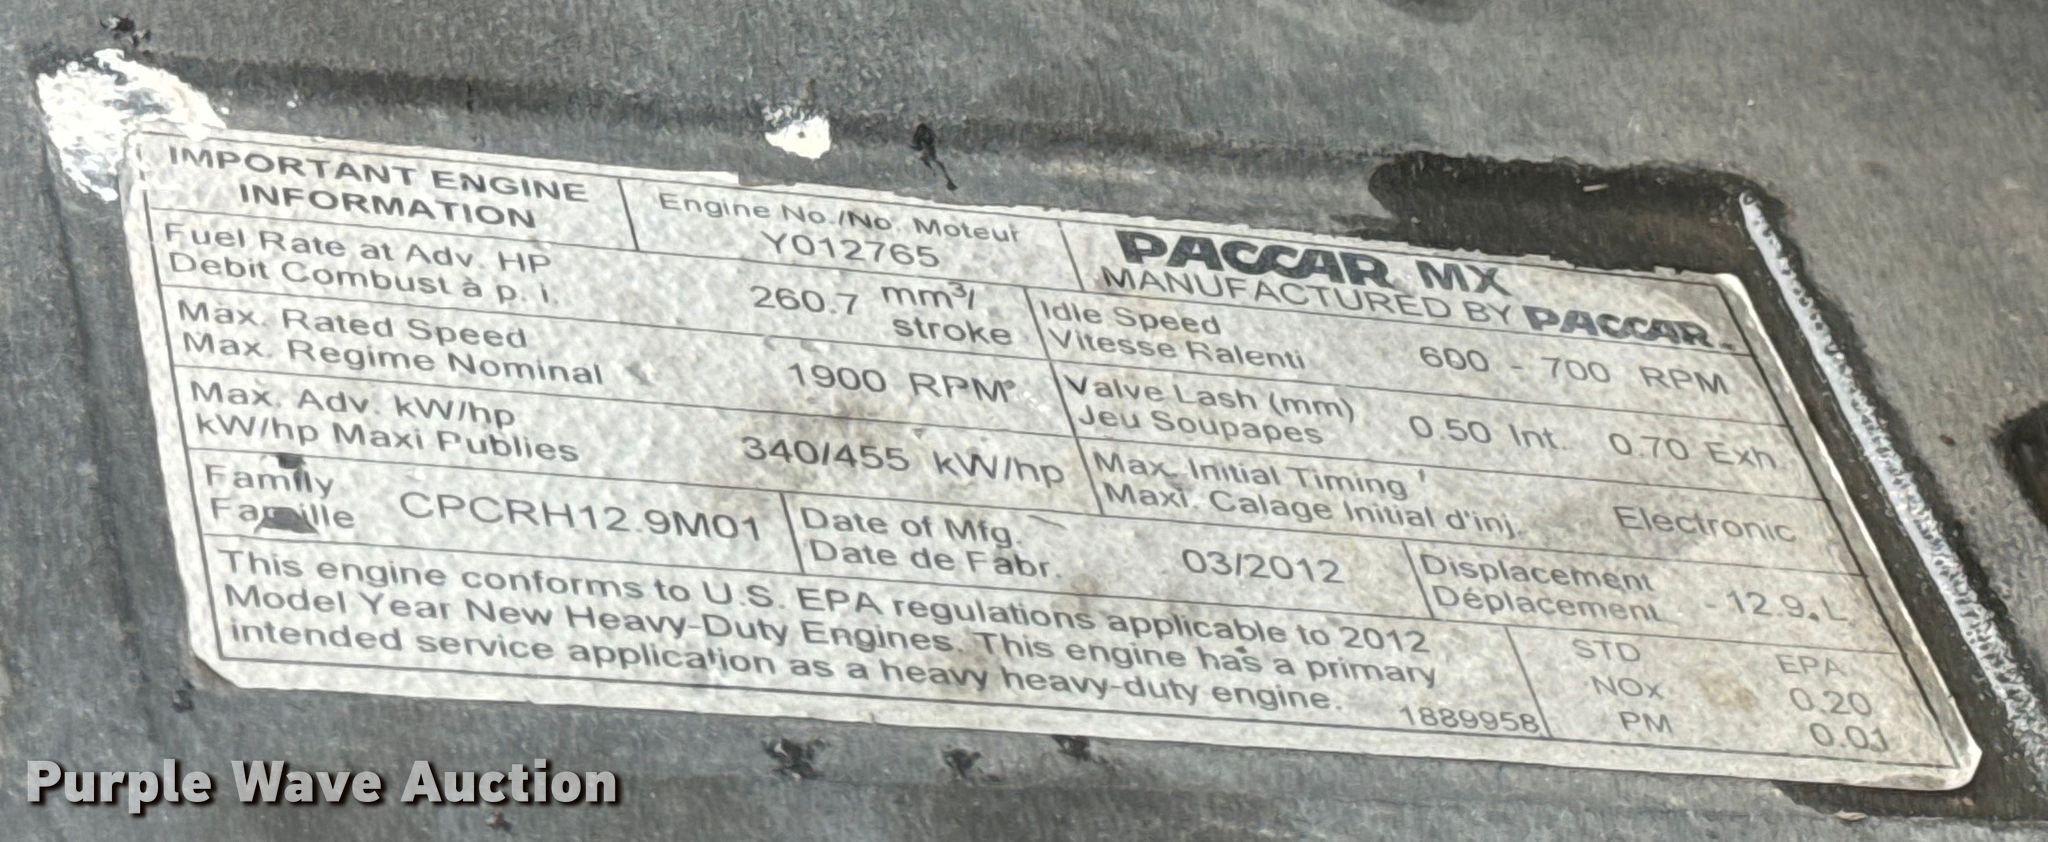 IMPORTANT ENGINE
INFORMATION
Engine No./No. Moteur
Y012765
PACCAR MX
MANUFACTURED BY PACCAR
Fuel Rate at Adv. HP
Debit Combust à p. i.
260.7 mm³/
stroke
Idle Speed
Vitesse Ralenti
600 - 700 RPM
Max. Rated Speed
Max. Regime Nominal
1900 RPM
Valve Lash (mm)
Jeu Soupapes
0.50 Int. 0.70 Exh.
Max. Adv. kW/hp
kW/hp Maxi Publies
340/455 kW/hp
Max. Initial Timing
Maxi. Calage Initial d'inj.
Electronic
Family
Famille
CPCRH12.9M01
Date of Mfg.
Date de Fabr.
03/2012
Displacement
Déplacement
12.9 L
This engine conforms to U.S. EPA regulations applicable to 2012
Model Year New Heavy-Duty Engines. This engine has a primary
intended service application as a heavy heavy-duty engine.
1889958
STD EPA
NOx 0.20
PM 0.01
Purple Wave Auction